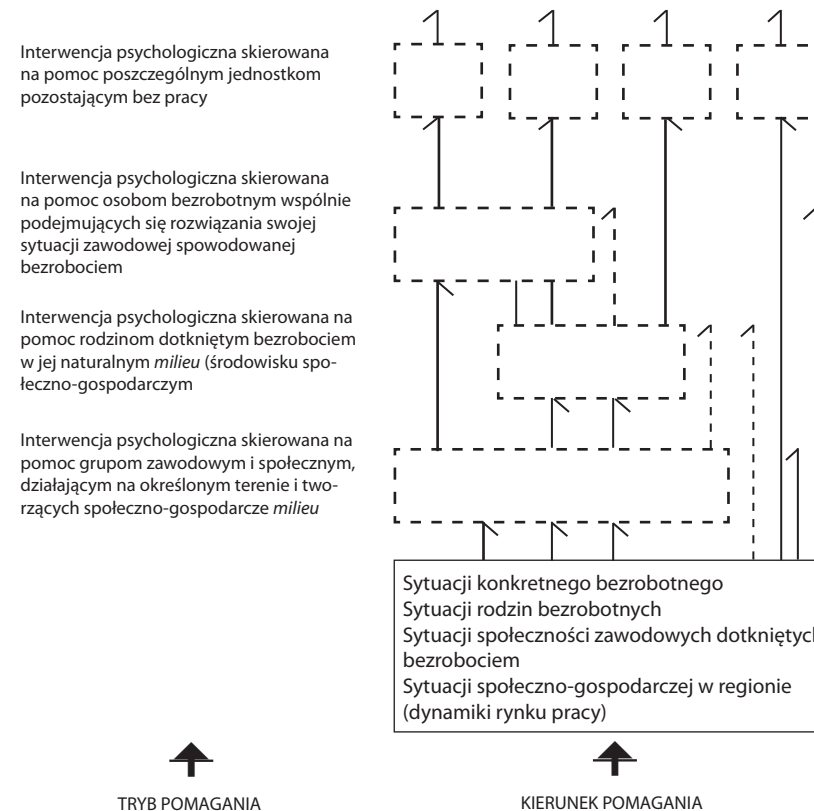 Interwencja psychologiczna skierowana
na pomoc poszczególnym jednostkom
pozostającym bez pracy
Interwencja psychologiczna skierowana
na pomoc osobom bezrobotnym wspólnie
podejmujących się rozwiązania swojej
sytuacji zawodowej spowodowanej
bezrobociem
Interwencja psychologiczna skierowana na
pomoc rodzinom dotkniętym bezrobociem
w jej naturalnym milieu (środowisku spo-
łeczno-gospodarczym
Interwencja psychologiczna skierowana na
pomoc grupom zawodowym i społecznym,
działającym na określonym terenie i two-
rzących społeczno-gospodarcze milieu
Sytuacji konkretnego bezrobotnego
Sytuacji rodzin bezrobotnych
Sytuacji społeczności zawodowych dotkniętych
bezrobociem
Sytuacji społeczno-gospodarczej w regionie
(dynamiki rynku pracy)
TRYB POMAGANIA
KIERUNEK POMAGANIA